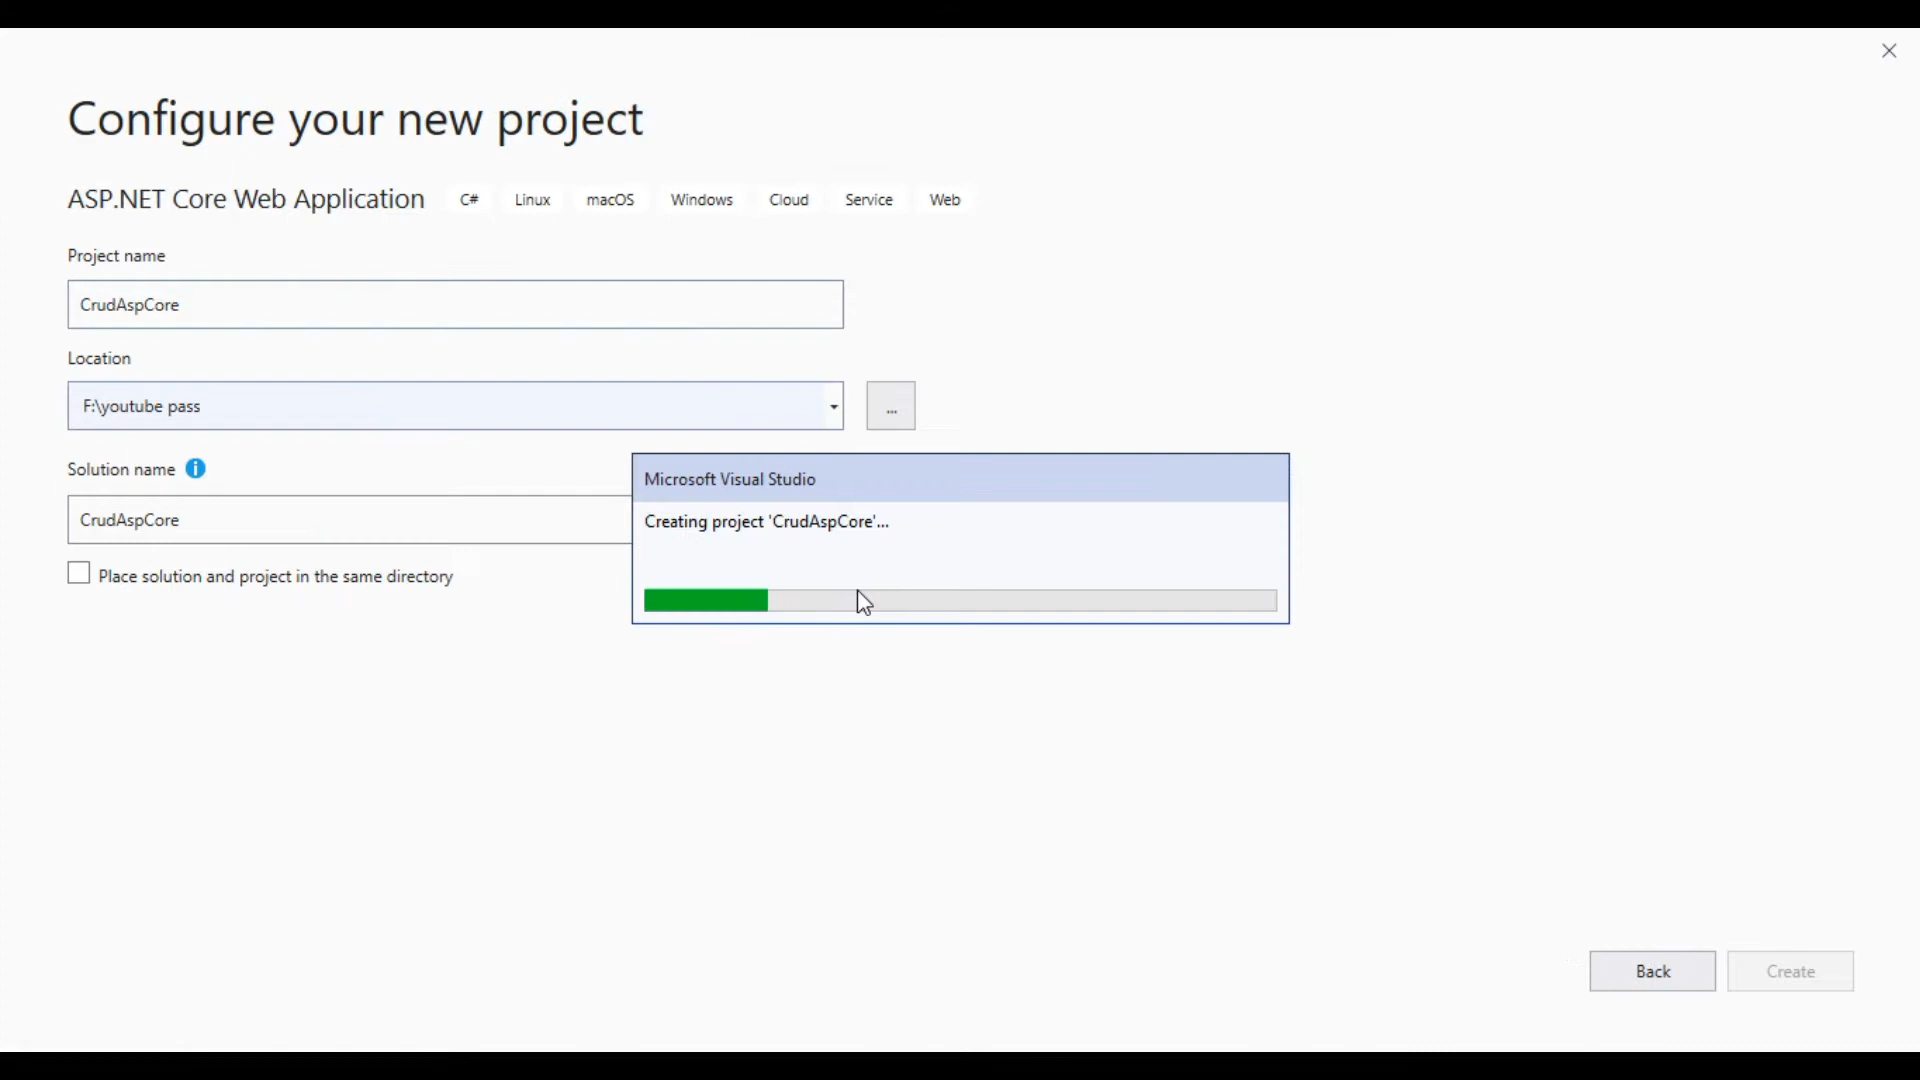 Configure your new project
ASP.NET Core Web Application C# Linux macOS Windows Cloud Service Web
Project name
CrudAspCore
Location
F:\youtube pass
...
Solution name
CrudAspCore
Place solution and project in the same directory
Microsoft Visual Studio
Creating project 'CrudAspCore'...
Back
Create